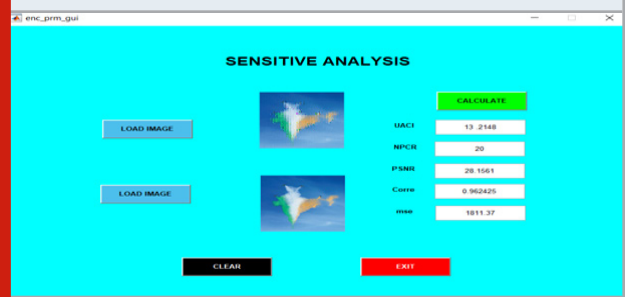 enc_prm_gui
SENSITIVE ANALYSIS
CALCULATE
LOAD IMAGE
UACI 13 .2148
NPCR 20
PSNR 28.1561
LOAD IMAGE
Corre 0.962425
mse 1811.37
CLEAR
EXIT